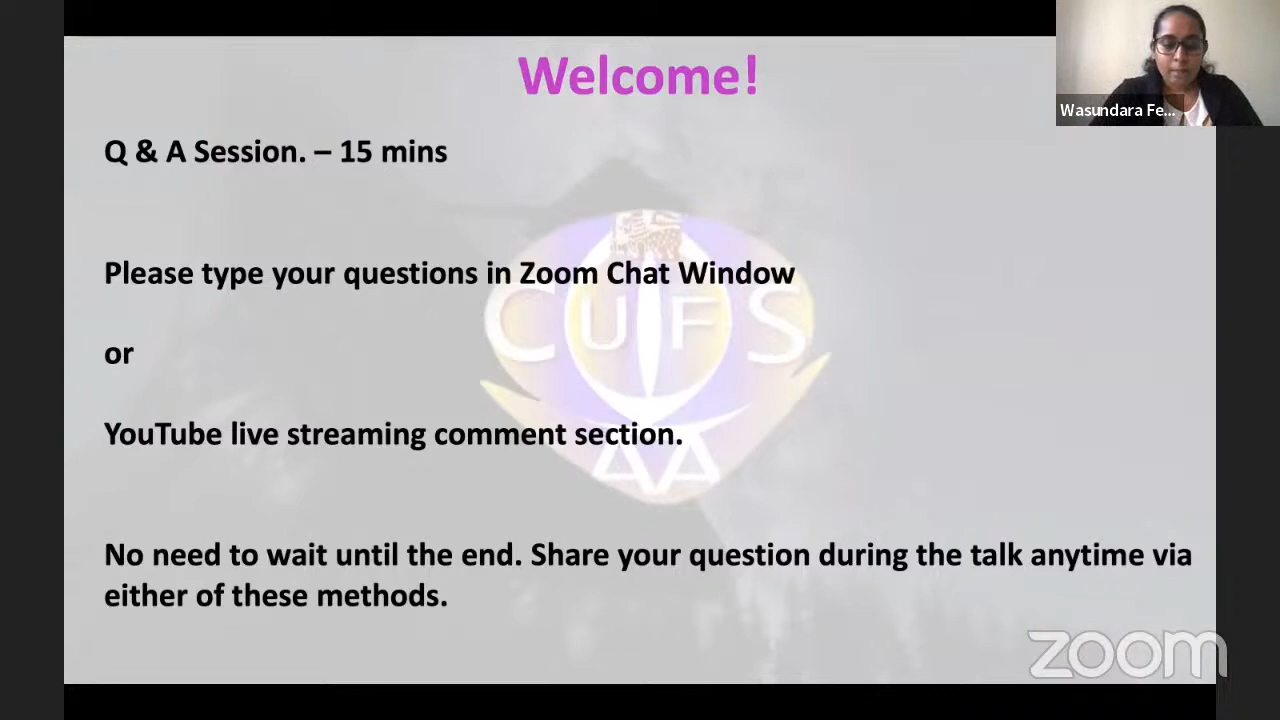 Welcome!
Wasundara Fe...
Q & A Session. – 15 mins
Please type your questions in Zoom Chat Window
CUFS
or
YouTube live streaming comment section.
AA
No need to wait until the end. Share your question during the talk anytime via
either of these methods.
zoom